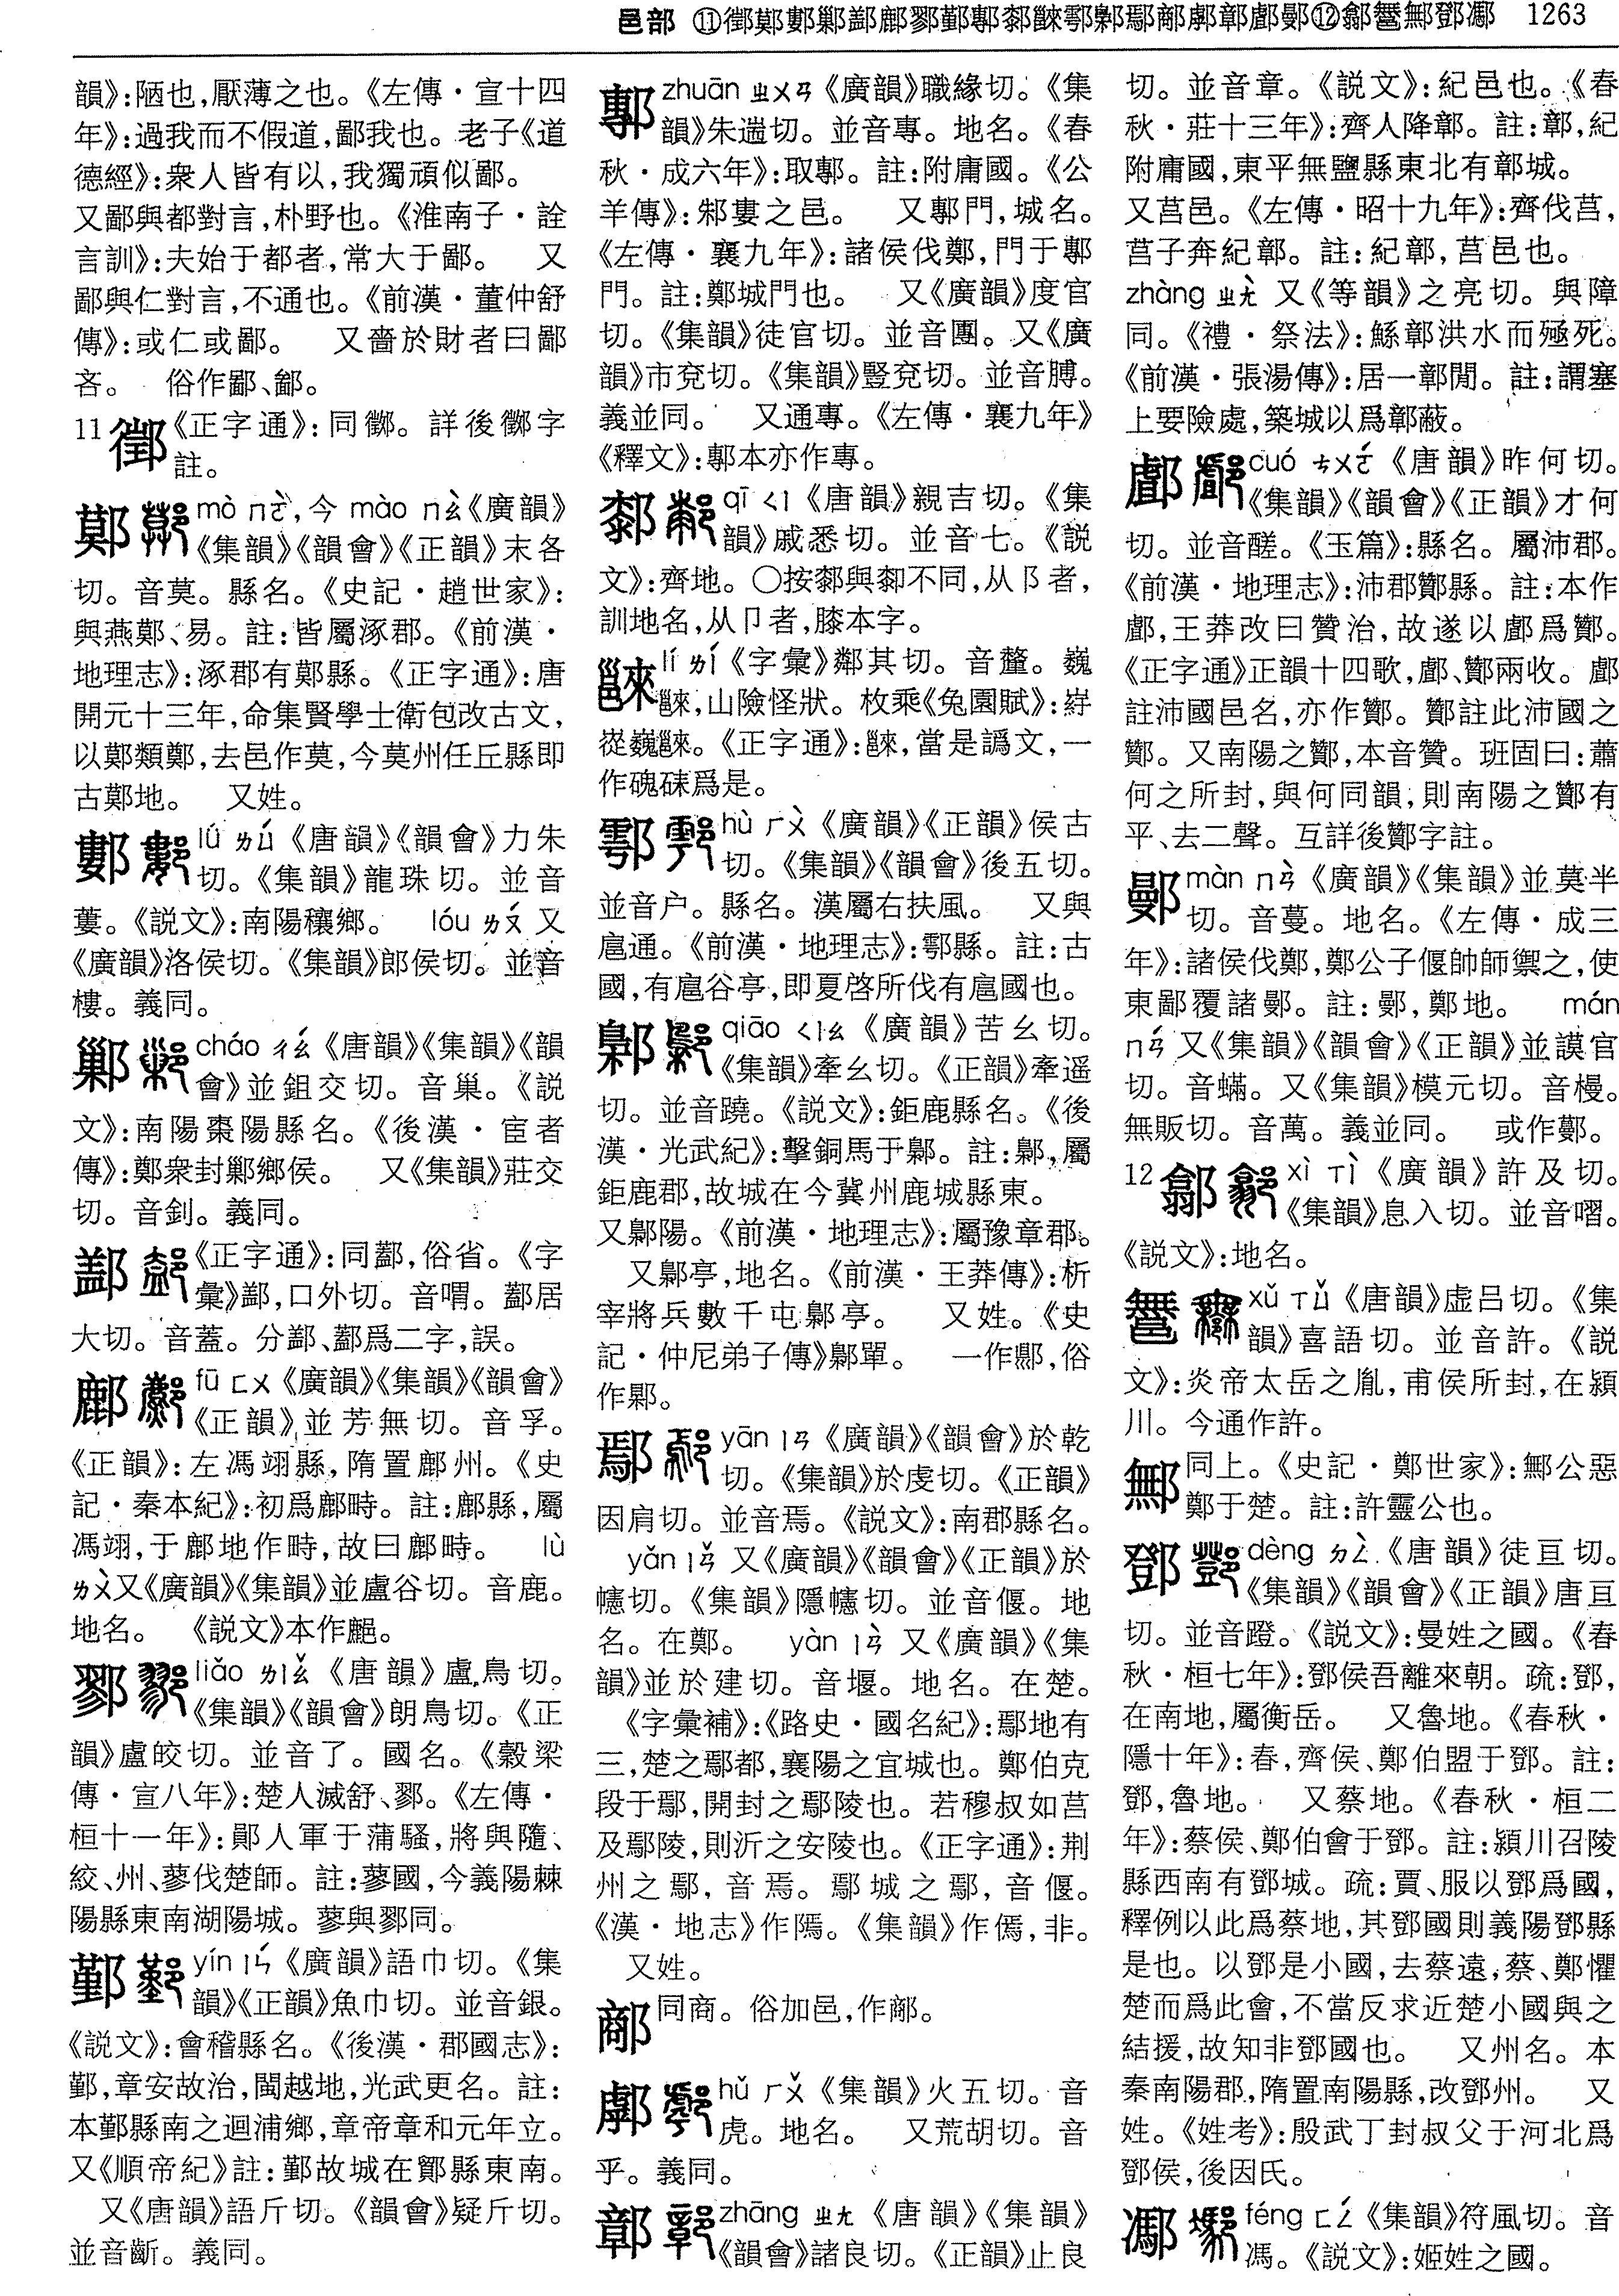 邑部 ⑪鄭鄚鄋鄛鄐鄜鄝鄞鄟䣛䣙鄠鄡鄢鄗鄠鄣䣜鄤⑫鄎鄦鄧 1263
韻》:陋也,厭薄之也。《左傳·宣十四
年》:過我而不假道,鄙我也。老子《道
德經》:衆人皆有以,我獨頑似鄙。
又鄙與都對言,朴野也。《淮南子·詮
言訓》:夫始于都者,常大于鄙。 又
鄙與仁對言,不通也。《前漢·董仲舒
傳》:或仁或鄙。 又嗇於財者曰鄙
吝。 俗作鄙、鄙。
11 《正字通》:同酇。詳後酇字
註。
鄚 mò ㄇㄛˋ,今 mào ㄇㄠˋ《廣韻》
《集韻》《韻會》《正韻》末各
切。音莫。縣名。《史記·趙世家》:
與燕鄚、易。註:皆屬涿郡。《前漢·
地理志》:涿郡有鄚縣。《正字通》:唐
開元十三年,命集賢學士衛包改古文,
以鄚類鄭,去邑作莫,今莫州任丘縣即
古鄚地。 又姓。
鄻 lú ㄌㄩˊ《唐韻》《韻會》力朱
切。《集韻》龍珠切。並音
蔞。《説文》:南陽穰鄉。 lóu ㄌㄡˊ 又
《廣韻》洛侯切。《集韻》郎侯切。並音
樓。義同。
鄛 cháo ㄔㄠˊ《唐韻》《集韻》《韻
會》並鉏交切。音巢。《説
文》:南陽棗陽縣名。《後漢·宦者
傳》:鄭衆封鄛鄉侯。 又《集韻》莊交
切。音釗。義同。
《正字通》:同酅,俗省。《字
彙》,口外切。音喟。居
大切。音蓋。分爲二字,誤。
鄜 fū ㄈㄨ《廣韻》《集韻》《韻會》
《正韻》並芳無切。音孚。
《正韻》:左馮翊縣,隋置鄜州。《史
記·秦本紀》:初爲鄜畤。註:鄜縣,屬
馮翊,于鄜地作畤,故曰鄜畤。 lù
ㄌㄨˋ又《廣韻》《集韻》並盧谷切。音鹿。
地名。 《説文》本作。
鄝 liǎo ㄌㄧㄠˇ《唐韻》盧鳥切。
《集韻》《韻會》朗鳥切。《正
韻》盧皎切。並音了。國名。《穀梁
傳·宣八年》:楚人滅舒、鄝。《左傳·
桓十一年》:鄖人軍于蒲騷,將與隨、
絞、州、蓼伐楚師。註:蓼國,今義陽棘
陽縣東南湖陽城。蓼與鄝同。
鄞 yín ㄧㄣˊ《廣韻》語巾切。《集
韻》《正韻》魚巾切。並音銀。
《説文》:會稽縣名。《後漢·郡國志》:
鄞,章安故治,閩越地,光武更名。註:
本鄞縣南之迴浦鄉,章帝章和元年立。
又《順帝紀》註:鄞故城在鄮縣東南。
又《唐韻》語斤切。《韻會》疑斤切。
並音齗。義同。
鄟 zhuān ㄓㄨㄢ《廣韻》職緣切。《集
韻》朱遄切。並音專。地名。《春
秋·成六年》:取鄟。註:附庸國。《公
羊傳》:邾婁之邑。 又鄟門,城名。
《左傳·襄九年》:諸侯伐鄭,門于鄟
門。註:鄭城門也。 又《廣韻》度官
切。《集韻》徒官切。並音團。又《廣
韻》市兗切。《集韻》豎兗切。並音膞。
義並同。 又通專。《左傳·襄九年》
《釋文》:鄟本亦作專。
䣛 qī ㄑㄧ《唐韻》親吉切。《集
韻》戚悉切。並音七。《説
文》:齊地。○按䣛與厀不同,从阝者,
訓地名,从卩者,膝本字。
lí ㄌㄧˊ《字彙》鄰其切。音釐。巍
,山險怪狀。枚乘《兔園賦》:崣
嵸巍。《正字通》:,當是譌文,一
作磈䂾爲是。
鄠 hù ㄏㄨˋ《廣韻》《正韻》侯古
切。《集韻》《韻會》後五切。
並音户。縣名。漢屬右扶風。 又與
扈通。《前漢·地理志》:鄠縣。註:古
國,有扈谷亭,即夏啓所伐有扈國也。
鄡 qiāo ㄑㄧㄠ《廣韻》苦幺切。
《集韻》牽幺切。《正韻》牽遥
切。並音蹺。《説文》:鉅鹿縣名。《後
漢·光武紀》:擊銅馬于鄡。註:鄡,屬
鉅鹿郡,故城在今冀州鹿城縣東。
又鄡陽。《前漢·地理志》:屬豫章郡。
又鄡亭,地名。《前漢·王莽傳》:析
宰將兵數千屯鄡亭。 又姓。《史
記·仲尼弟子傳》鄡單。 一作鄥,俗
作鄓。
鄢 yān ㄧㄢ《廣韻》《韻會》於乾
切。《集韻》於虔切。《正韻》
因肩切。並音焉。《説文》:南郡縣名。
yǎn ㄧㄢˇ 又《廣韻》《韻會》《正韻》於
幰切。《集韻》隱幰切。並音偃。地
名。在鄭。 yàn ㄧㄢˋ 又《廣韻》《集
韻》並於建切。音堰。地名。在楚。
《字彙補》:《路史·國名紀》:鄢地有
三,楚之鄢都,襄陽之宜城也。鄭伯克
段于鄢,開封之鄢陵也。若穆叔如莒
及鄢陵,則沂之安陵也。《正字通》:荆
州之鄢,音焉。鄢城之鄢,音偃。
《漢·地志》作隖。《集韻》作傿,非。
又姓。
同商。俗加邑,作。
hǔ ㄏㄨˇ《集韻》火五切。音
虎。地名。 又荒胡切。音
乎。義同。
鄣 zhāng ㄓㄤ《唐韻》《集韻》
《韻會》諸良切。《正韻》止良
切。並音章。《説文》:紀邑也。《春
秋·莊十三年》:齊人降鄣。註:鄣,紀
附庸國,東平無鹽縣東北有鄣城。
又莒邑。《左傳·昭十九年》:齊伐莒,
莒子奔紀鄣。註:紀鄣,莒邑也。
zhàng ㄓㄤˋ 又《等韻》之亮切。與障
同。《禮·祭法》:鯀鄣洪水而殛死。
《前漢·張湯傳》:居一鄣閒。註:謂塞
上要險處,築城以爲鄣蔽。
䣜 cuó ㄘㄨㄛˊ《唐韻》昨何切。
《集韻》《韻會》《正韻》才何
切。並音醝。《玉篇》:縣名。屬沛郡。
《前漢·地理志》:沛郡酇縣。註:本作
䣜,王莽改曰贊治,故遂以䣜爲酇。
《正字通》正韻十四歌,䣜、酇兩收。䣜
註沛國邑名,亦作酇。酇註此沛國之
酇。又南陽之酇,本音贊。班固曰:蕭
何之所封,與何同韻,則南陽之酇有
平、去二聲。互詳後酇字註。
鄤 màn ㄇㄢˋ《廣韻》《集韻》並莫半
切。音蔓。地名。《左傳·成三
年》:諸侯伐鄭,鄭公子偃帥師禦之,使
東鄙覆諸鄤。註:鄤,鄭地。 mán
ㄇㄢˊ 又《集韻》《韻會》《正韻》並謨官
切。音蟎。又《集韻》模元切。音槾。
無販切。音萬。義並同。 或作鄸。
12 xì ㄒㄧˋ《廣韻》許及切。
《集韻》息入切。並音噏。
《説文》:地名。
xǔ ㄒㄩˇ《唐韻》虚吕切。《集
韻》喜語切。並音許。《説
文》:炎帝太岳之胤,甫侯所封,在潁
川。今通作許。
鄦 同上。《史記·鄭世家》:鄦公惡
鄭于楚。註:許靈公也。
鄧 dèng ㄉㄥˋ《唐韻》徒亘切。
《集韻》《韻會》《正韻》唐亘
切。並音蹬。《説文》:曼姓之國。《春
秋·桓七年》:鄧侯吾離來朝。疏:鄧,
在南地,屬衡岳。 又魯地。《春秋·
隱十年》:春,齊侯、鄭伯盟于鄧。註:
鄧,魯地。 又蔡地。《春秋·桓二
年》:蔡侯、鄭伯會于鄧。註:潁川召陵
縣西南有鄧城。疏:賈、服以鄧爲國,
釋例以此爲蔡地,其鄧國則義陽鄧縣
是也。以鄧是小國,去蔡遠,蔡、鄭懼
楚而爲此會,不當反求近楚小國與之
結援,故知非鄧國也。 又州名。本
秦南陽郡,隋置南陽縣,改鄧州。 又
姓。《姓考》:殷武丁封叔父于河北爲
鄧侯,後因氏。
féng ㄈㄥˊ《集韻》符風切。音
馮。《説文》:姬姓之國。